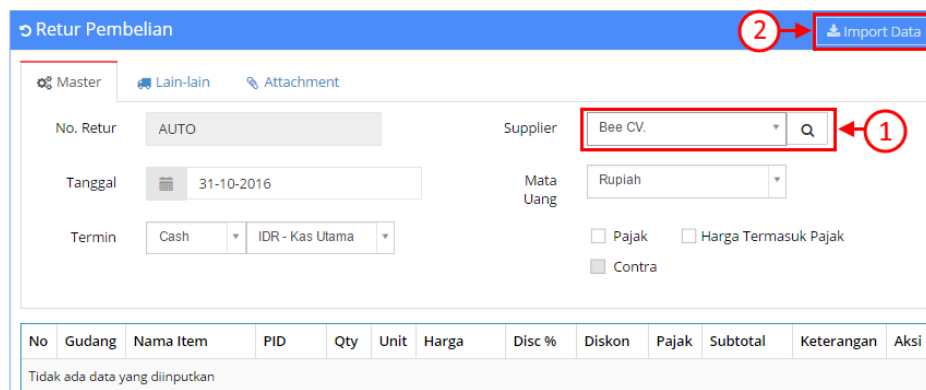 Retur Pembelian 2 Import Data
Master Lain-lain Attachment
No. Retur AUTO Supplier Bee CV. 1
Tanggal 31-10-2016 Mata Uang Rupiah
Termin Cash IDR - Kas Utama Pajak Harga Termasuk Pajak
Contra
No Gudang Nama Item PID Qty Unit Harga Disc % Diskon Pajak Subtotal Keterangan Aksi
Tidak ada data yang diinputkan